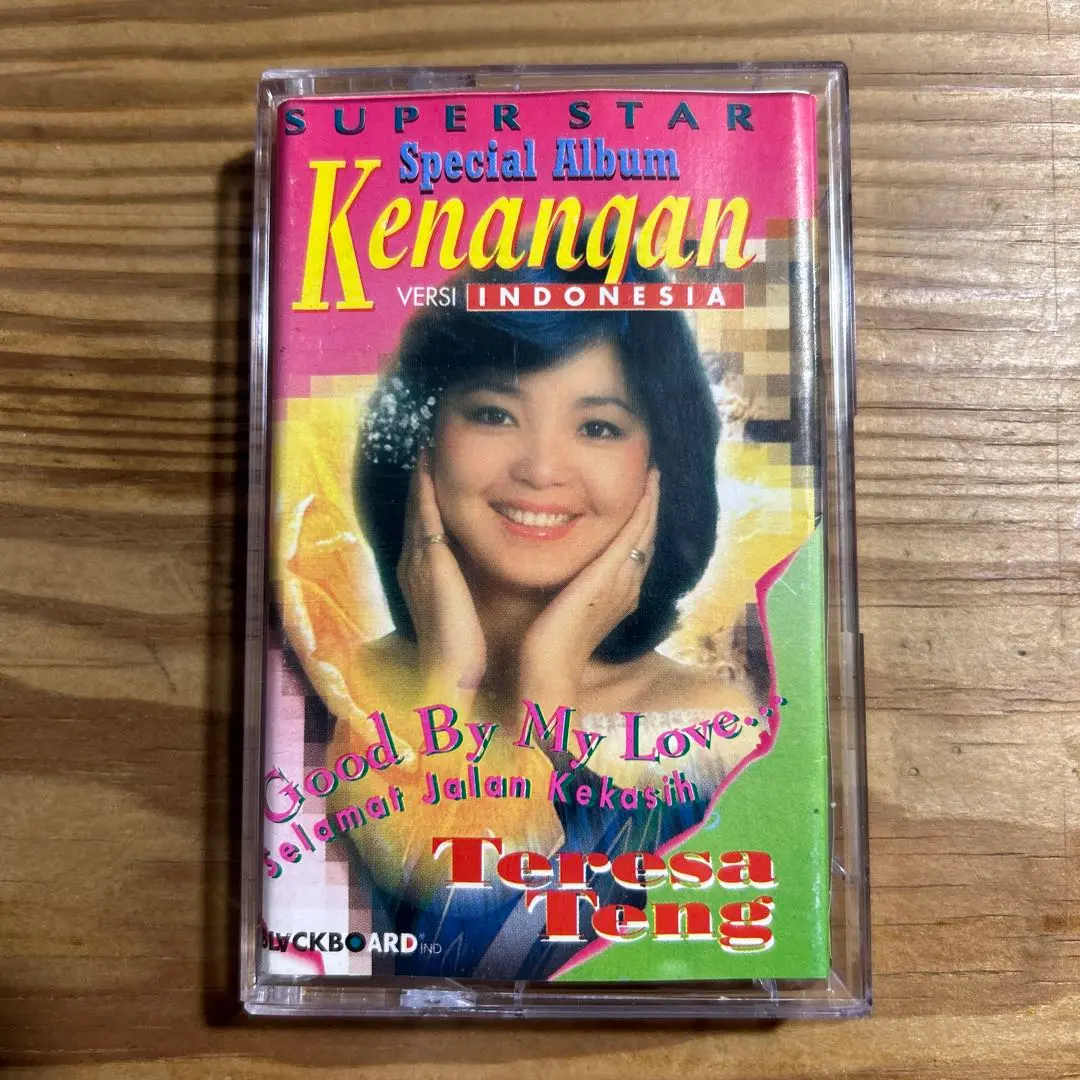 SUPER STAR
Special Album
Kenangan
VERSI INDONESIA
Good By My Love...
Selamat Jalan Kekasih
Teresa
Teng
BLACKBOARD® IND